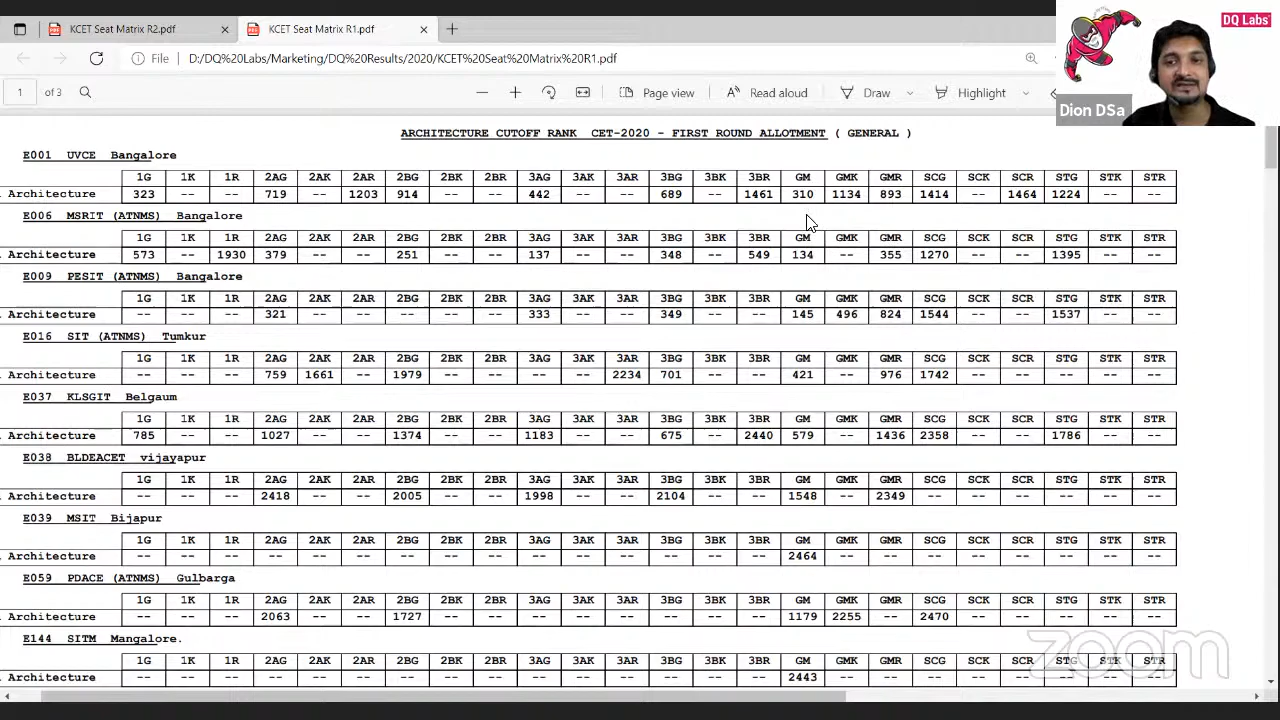 KCET Seat Matrix R2.pdf
KCET Seat Matrix R1.pdf
DQ Labs
File D:/DQ%20Labs/Marketing/DQ%20Results/2020/KCET%20Seat%20Matrix%20R1.pdf
1 of 3 Page view Read aloud Draw Highlight
Dion DSa
ARCHITECTURE CUTOFF RANK CET-2020 - FIRST ROUND ALLOTMENT ( GENERAL )
E001 UVCE Bangalore
1G 1K 1R 2AG 2AK 2AR 2BG 2BK 2BR 3AG 3AK 3AR 3BG 3BK 3BR GM GMK GMR SCG SCK SCR STG STK STR
Architecture 323 -- -- 719 -- 1203 914 -- -- 442 -- -- 689 -- 1461 310 1134 893 1414 -- 1464 1224 -- --
E006 MSRIT (ATNMS) Bangalore
1G 1K 1R 2AG 2AK 2AR 2BG 2BK 2BR 3AG 3AK 3AR 3BG 3BK 3BR GM GMK GMR SCG SCK SCR STG STK STR
Architecture 573 -- 1930 379 -- -- 251 -- -- 137 -- -- 348 -- 549 134 -- 355 1270 -- -- 1395 -- --
E009 PESIT (ATNMS) Bangalore
1G 1K 1R 2AG 2AK 2AR 2BG 2BK 2BR 3AG 3AK 3AR 3BG 3BK 3BR GM GMK GMR SCG SCK SCR STG STK STR
Architecture -- -- -- 321 -- -- -- -- -- 333 -- -- 349 -- -- 145 496 824 1544 -- -- 1537 -- --
E016 SIT (ATNMS) Tumkur
1G 1K 1R 2AG 2AK 2AR 2BG 2BK 2BR 3AG 3AK 3AR 3BG 3BK 3BR GM GMK GMR SCG SCK SCR STG STK STR
Architecture -- -- -- 759 1661 -- 1979 -- -- -- -- 2234 701 -- -- 421 -- 976 1742 -- -- -- -- --
E037 KLSGIT Belgaum
1G 1K 1R 2AG 2AK 2AR 2BG 2BK 2BR 3AG 3AK 3AR 3BG 3BK 3BR GM GMK GMR SCG SCK SCR STG STK STR
Architecture 785 -- -- 1027 -- -- 1374 -- -- 1183 -- -- 675 -- 2440 579 -- 1436 2358 -- -- 1786 -- --
E038 BLDEACET vijayapur
1G 1K 1R 2AG 2AK 2AR 2BG 2BK 2BR 3AG 3AK 3AR 3BG 3BK 3BR GM GMK GMR SCG SCK SCR STG STK STR
Architecture -- -- -- 2418 -- -- 2005 -- -- 1998 -- -- 2104 -- -- 1548 -- 2349 -- -- -- -- -- --
E039 MSIT Bijapur
1G 1K 1R 2AG 2AK 2AR 2BG 2BK 2BR 3AG 3AK 3AR 3BG 3BK 3BR GM GMK GMR SCG SCK SCR STG STK STR
Architecture -- -- -- -- -- -- -- -- -- -- -- -- -- -- -- 2464 -- -- -- -- -- -- -- --
E059 PDACE (ATNMS) Gulbarga
1G 1K 1R 2AG 2AK 2AR 2BG 2BK 2BR 3AG 3AK 3AR 3BG 3BK 3BR GM GMK GMR SCG SCK SCR STG STK STR
Architecture -- -- -- 2063 -- -- 1727 -- -- -- -- -- -- -- -- 1179 2255 -- 2470 -- -- -- -- --
E144 SITM Mangalore.
1G 1K 1R 2AG 2AK 2AR 2BG 2BK 2BR 3AG 3AK 3AR 3BG 3BK 3BR GM GMK GMR SCG SCK SCR STG STK STR
Architecture -- -- -- -- -- -- -- -- -- -- -- -- -- -- -- 2443 -- -- -- -- -- -- -- --
zoom